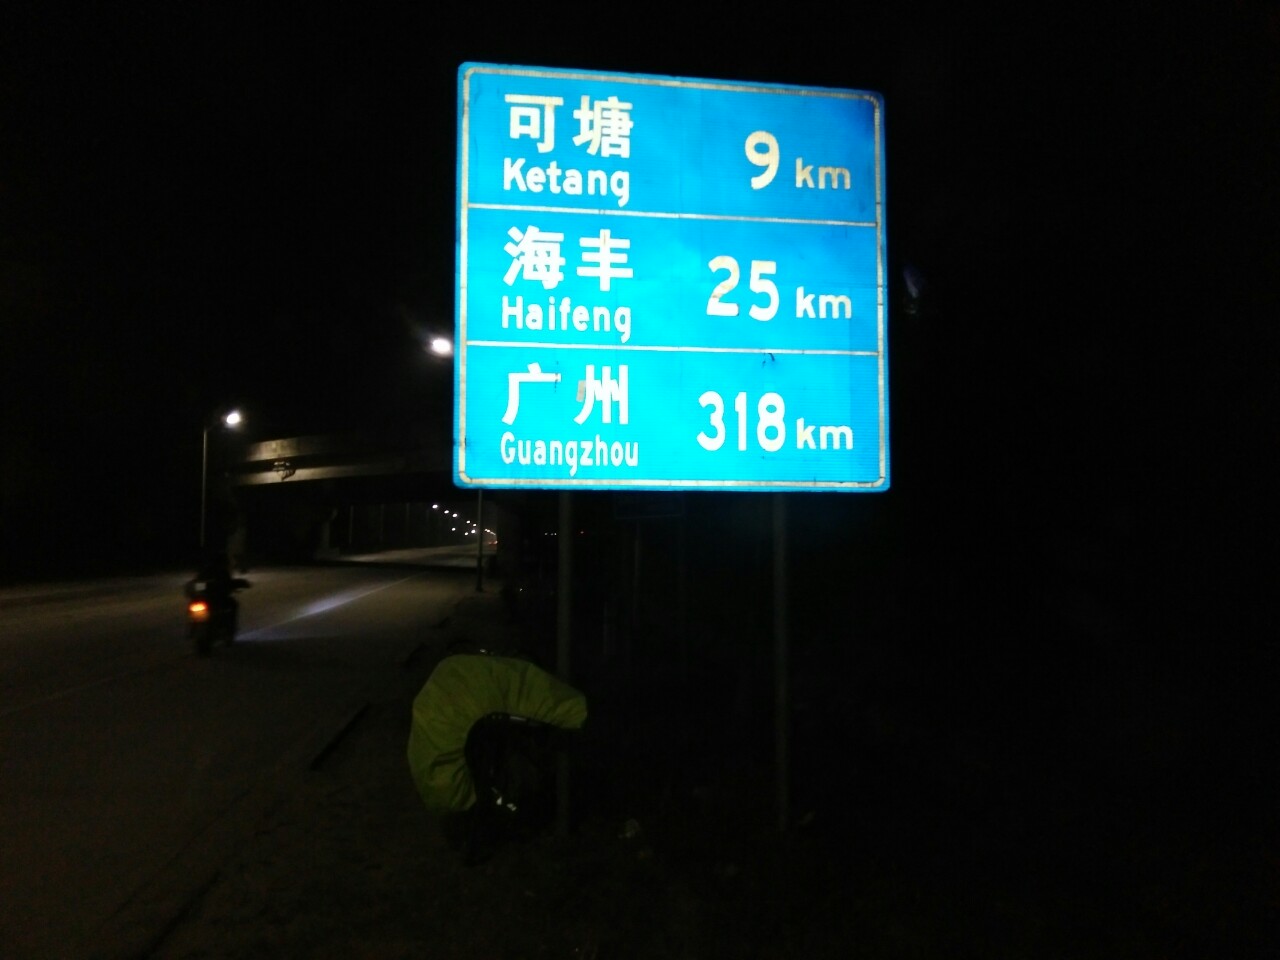 可塘 9 km
Ketang
海丰 25 km
Haifeng
广州 318 km
Guangzhou